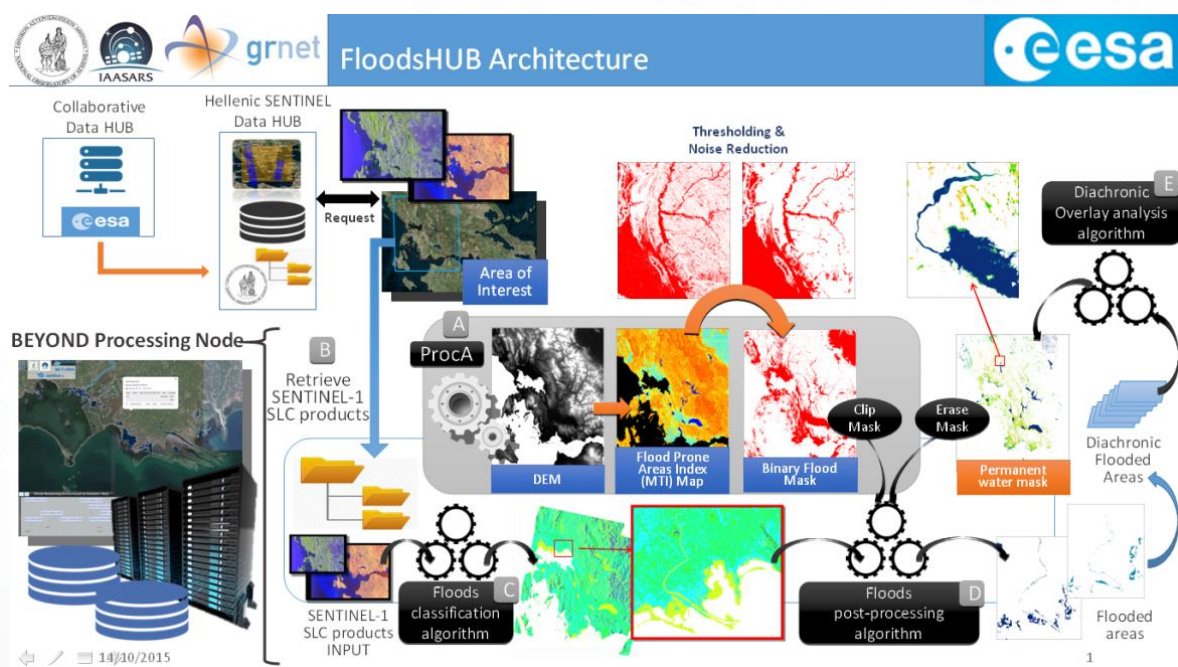 IAASARS
grnet
FloodsHUB Architecture
esa
Collaborative
Data HUB
esa
Hellenic SENTINEL
Data HUB
Request
Area of
Interest
Thresholding &
Noise Reduction
E
Diachronic
Overlay analysis
algorithm
BEYOND Processing Node
B
Retrieve
SENTINEL-1
SLC products
A
ProcA
DEM
Flood Prone
Areas Index
(MTI) Map
Binary Flood
Mask
Clip
Mask
Erase
Mask
Permanent
water mask
Diachronic
Flooded
Areas
SENTINEL-1
SLC products
INPUT
Floods
classification
algorithm
C
Floods
post-processing
algorithm
D
Flooded
areas
1